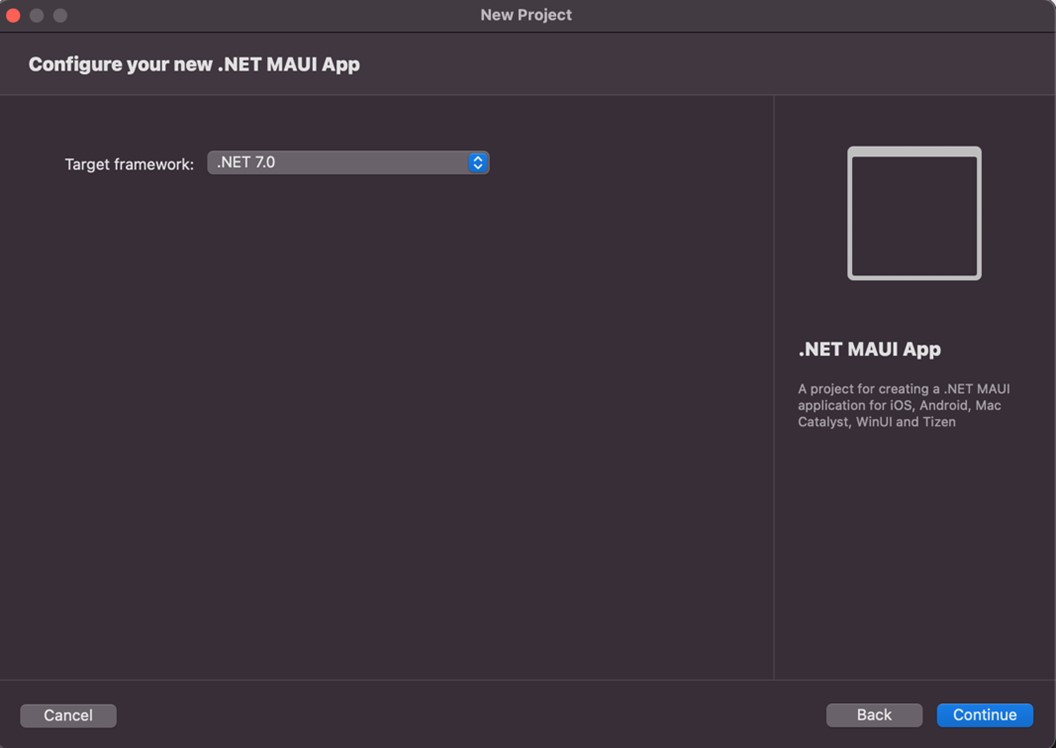 New Project
Configure your new .NET MAUI App
Target framework: .NET 7.0
.NET MAUI App
A project for creating a .NET MAUI
application for iOS, Android, Mac
Catalyst, WinUI and Tizen
Cancel
Back
Continue